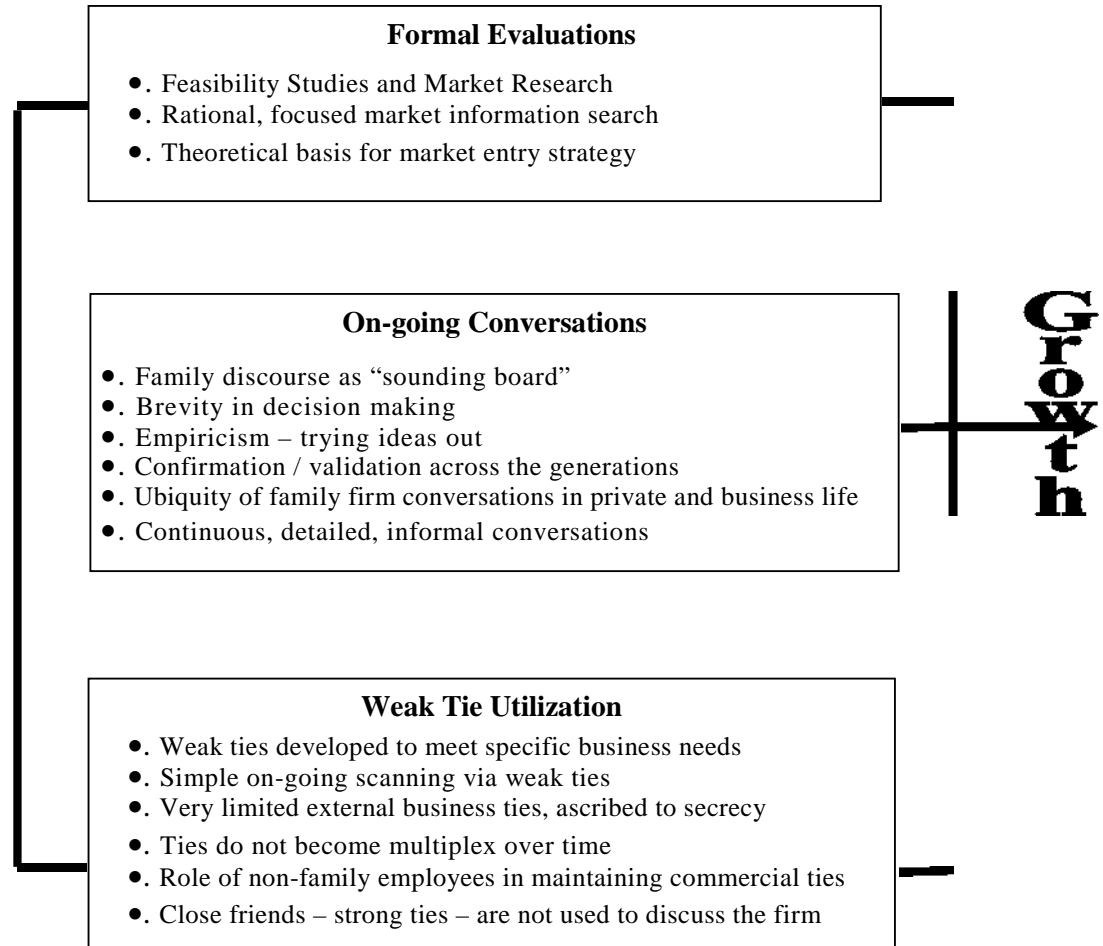 Formal Evaluations
•. Feasibility Studies and Market Research
•. Rational, focused market information search
•. Theoretical basis for market entry strategy
On-going Conversations
•. Family discourse as “sounding board”
•. Brevity in decision making
•. Empiricism – trying ideas out
•. Confirmation / validation across the generations
•. Ubiquity of family firm conversations in private and business life
•. Continuous, detailed, informal conversations
Growth
Weak Tie Utilization
•. Weak ties developed to meet specific business needs
•. Simple on-going scanning via weak ties
•. Very limited external business ties, ascribed to secrecy
•. Ties do not become multiplex over time
•. Role of non-family employees in maintaining commercial ties
•. Close friends – strong ties – are not used to discuss the firm